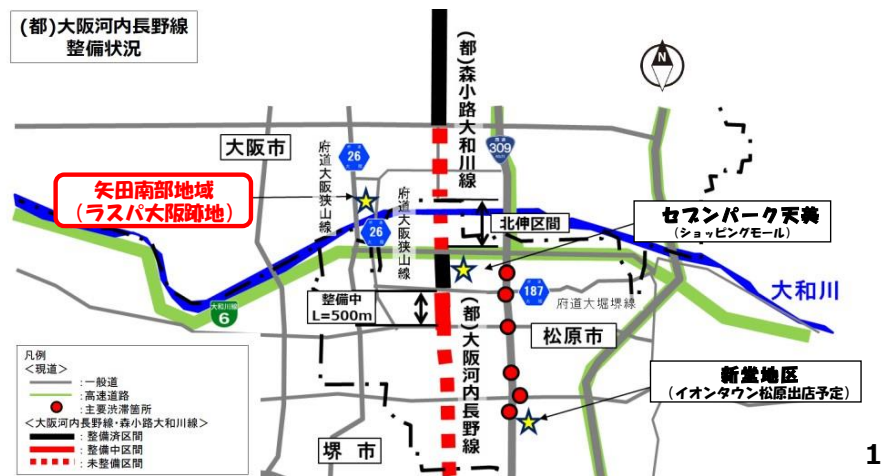 (都)大阪河内長野線
整備状況
(都)森小路大和川線
N
309
大阪市
府道大阪狭山線
26
矢田南部地域
(ラスパ大阪跡地)
府道大阪狭山線
26
北伸区間
セブンパーク天美
(ショッピングモール)
187
府道大堀堺線
大和川
大和川線
6
整備中
L=500m
(都)大阪河内長野線
松原市
新堂地区
(イオンタウン松原出店予定)
堺 市
凡例
<現道>
:一般道
:高速道路
:主要渋滞箇所
<大阪河内長野線・森小路大和川線>
:整備済区間
:整備中区間
:未整備区間
1